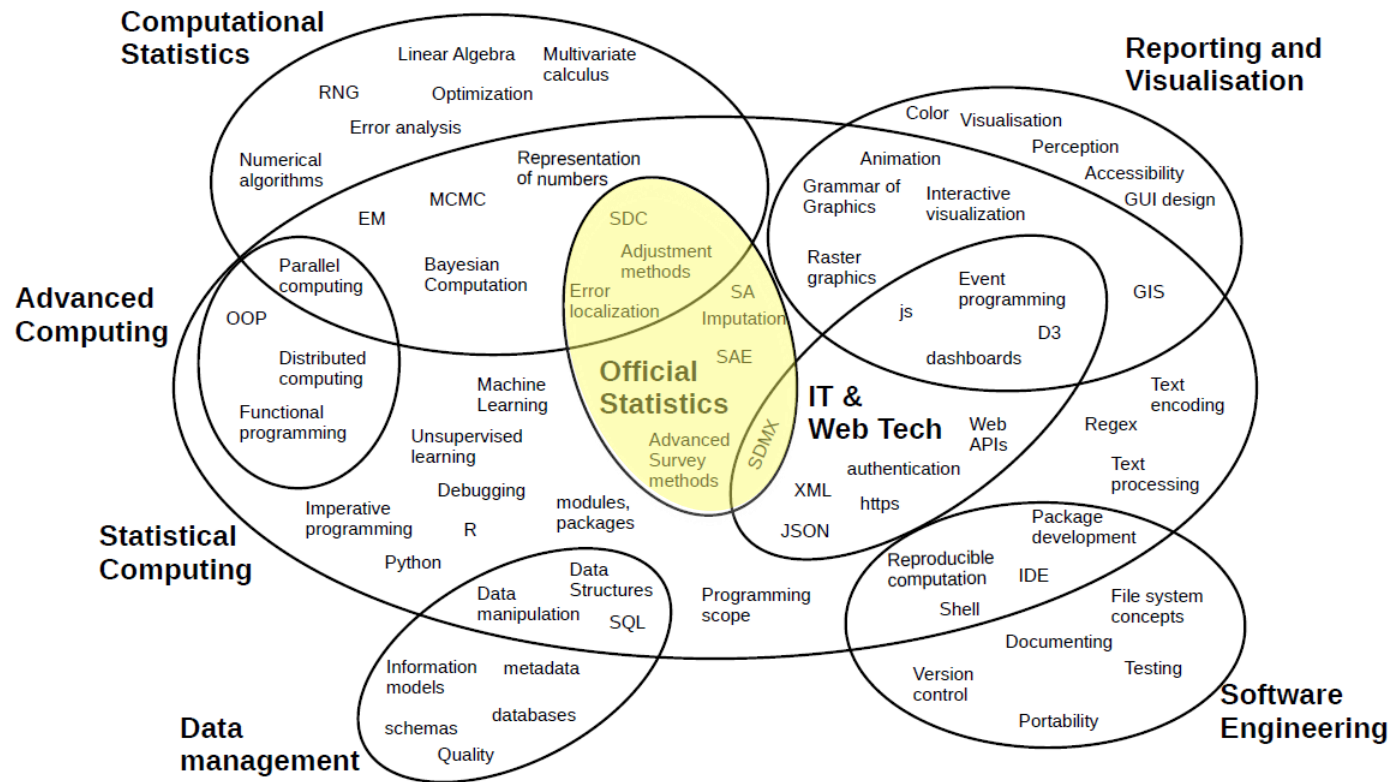 Computational
Statistics
Linear Algebra
Multivariate
calculus
RNG
Optimization
Error analysis
Numerical
algorithms
Representation
of numbers
MCMC
EM
Bayesian
Computation
SDC
Adjustment
methods
Error
localization
SA
Imputation
SAE
Official
Statistics
Advanced
Survey
methods
SDMX
Reporting and
Visualisation
Color
Visualisation
Perception
Animation
Accessibility
Grammar of
Graphics
Interactive
visualization
GUI design
Raster
graphics
Event
programming
GIS
js
D3
dashboards
Advanced
Computing
Parallel
computing
OOP
Distributed
computing
Functional
programming
IT &
Web Tech
Web
APIs
authentication
XML
https
JSON
Text
encoding
Regex
Text
processing
Statistical
Computing
Machine
Learning
Unsupervised
learning
Debugging
Imperative
programming
R
modules,
packages
Python
Programming
scope
Data
management
Data
Structures
Data
manipulation
SQL
Information
models
metadata
schemas
databases
Quality
Software
Engineering
Package
development
Reproducible
computation
IDE
Shell
File system
concepts
Documenting
Testing
Version
control
Portability